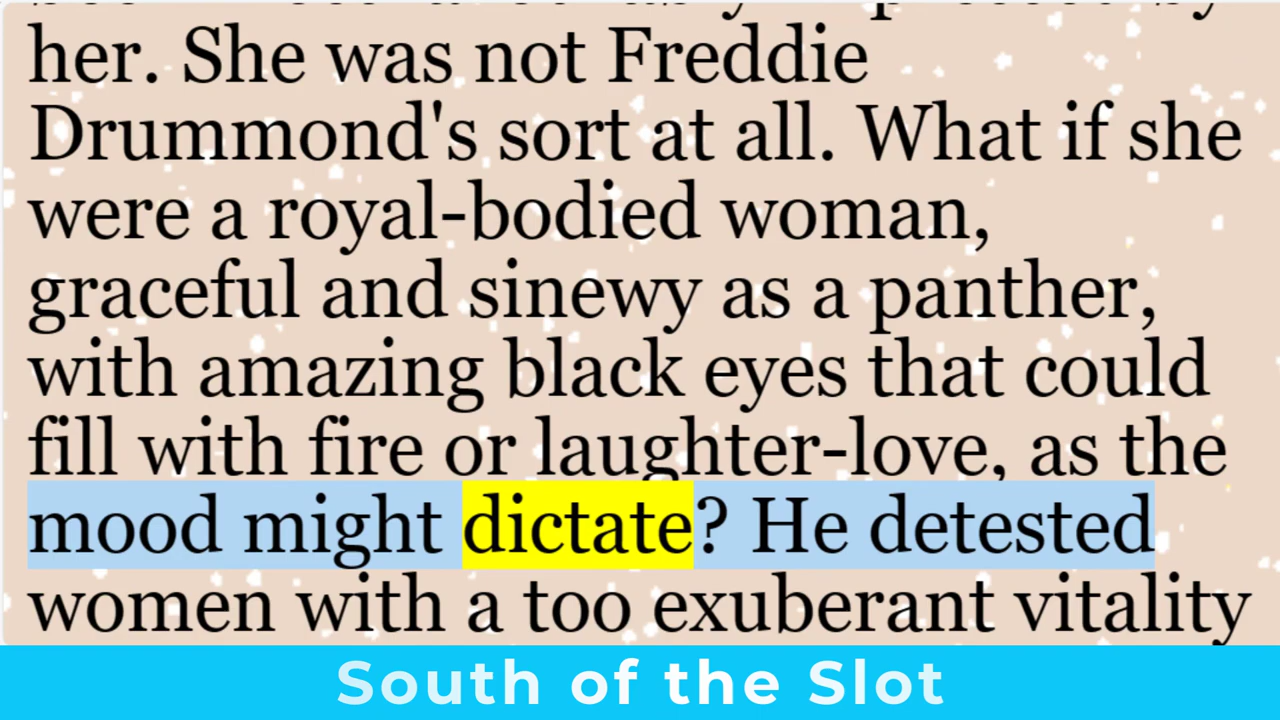 her. She was not Freddie
Drummond's sort at all. What if she
were a royal-bodied woman,
graceful and sinewy as a panther,
with amazing black eyes that could
fill with fire or laughter-love, as the
mood might dictate? He detested
women with a too exuberant vitality
South of the Slot